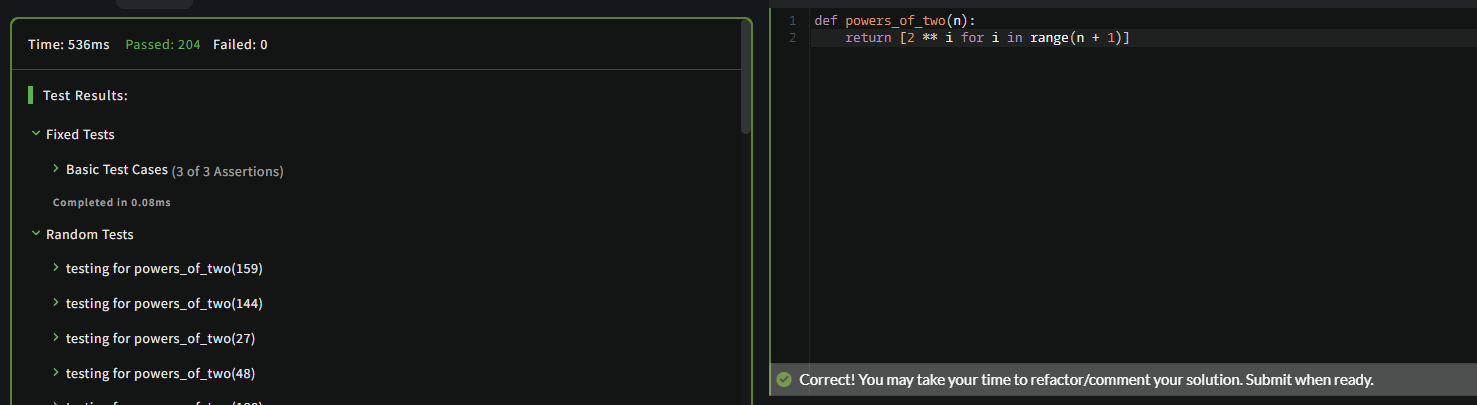 Time: 536ms Passed: 204 Failed: 0
Test Results:
Fixed Tests
Basic Test Cases (3 of 3 Assertions)
Completed in 0.08ms
Random Tests
testing for powers_of_two(159)
testing for powers_of_two(144)
testing for powers_of_two(27)
testing for powers_of_two(48)
1 def powers_of_two(n):
2 return [2 ** i for i in range(n + 1)]
Correct! You may take your time to refactor/comment your solution. Submit when ready.